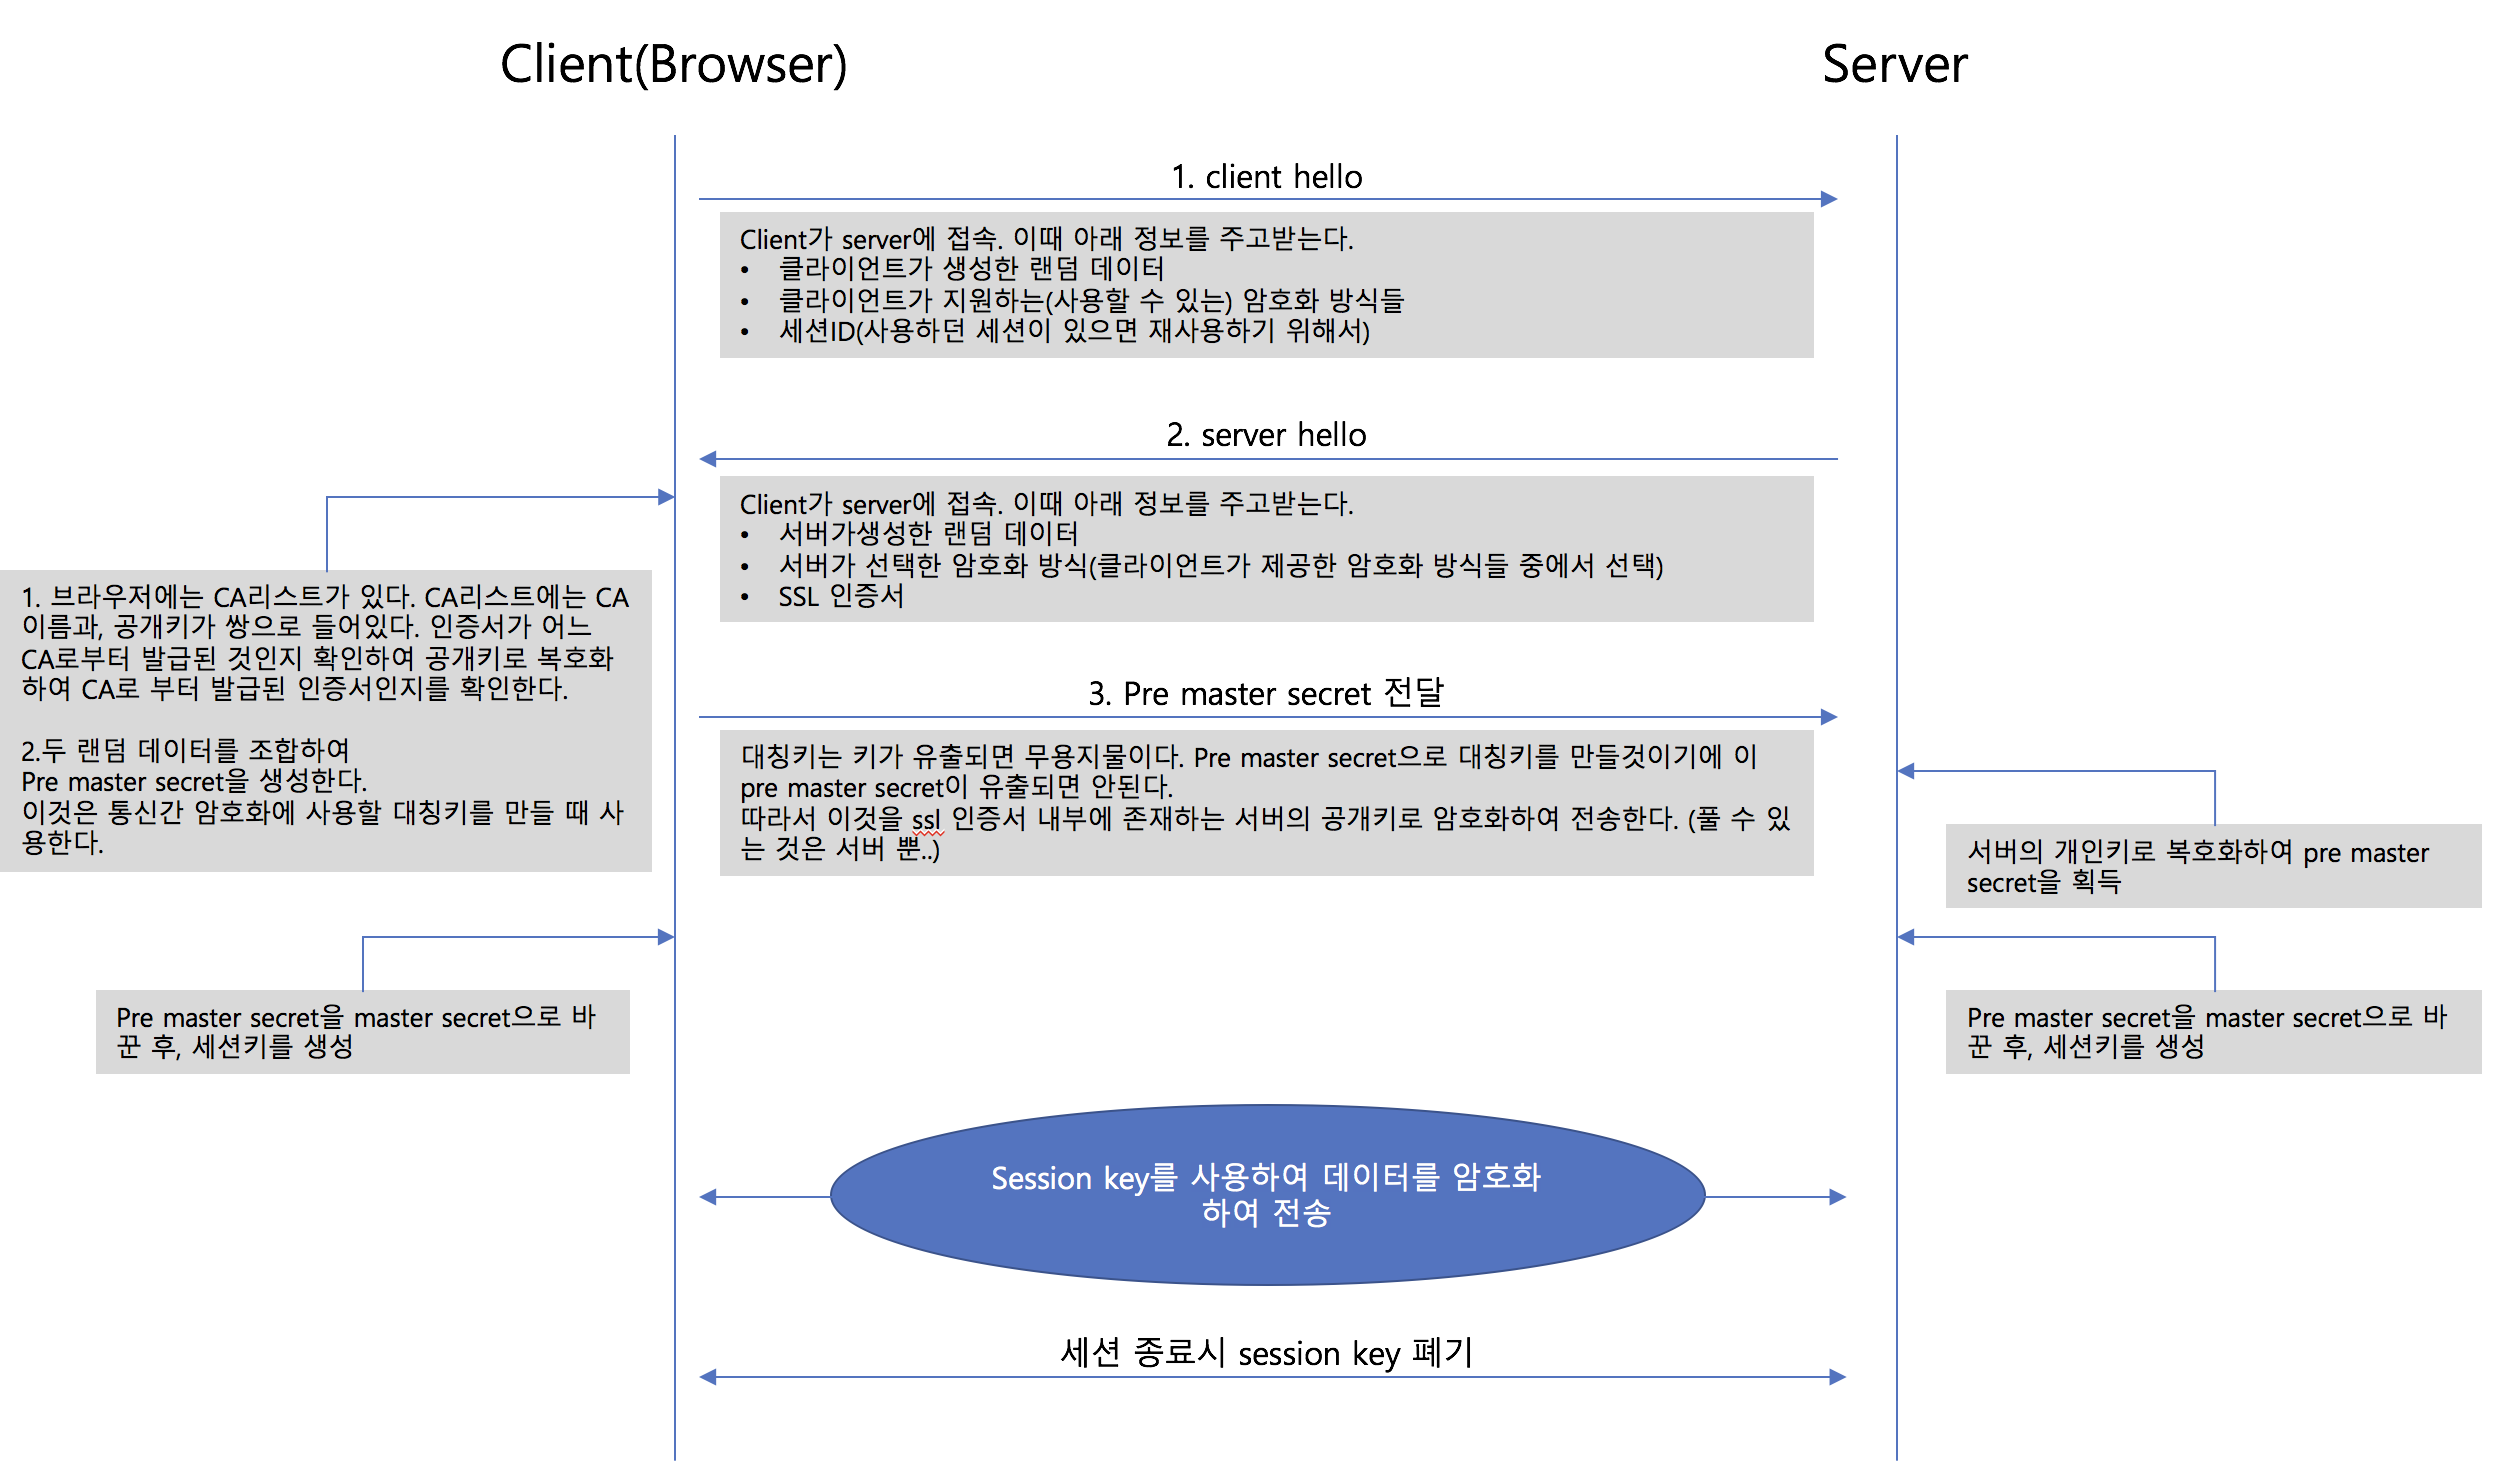 Client(Browser)
Server
1. client hello
Client가 server에 접속. 이때 아래 정보를 주고받는다.
• 클라이언트가 생성한 랜덤 데이터
• 클라이언트가 지원하는(사용할 수 있는) 암호화 방식들
• 세션ID(사용하던 세션이 있으면 재사용하기 위해서)
2. server hello
Client가 server에 접속. 이때 아래 정보를 주고받는다.
• 서버가생성한 랜덤 데이터
• 서버가 선택한 암호화 방식(클라이언트가 제공한 암호화 방식들 중에서 선택)
• SSL 인증서
1. 브라우저에는 CA리스트가 있다. CA리스트에는 CA
이름과, 공개키가 쌍으로 들어있다. 인증서가 어느
CA로부터 발급된 것인지 확인하여 공개키로 복호화
하여 CA로 부터 발급된 인증서인지를 확인한다.
2.두 랜덤 데이터를 조합하여
Pre master secret을 생성한다.
이것은 통신간 암호화에 사용할 대칭키를 만들 때 사
용한다.
3. Pre master secret 전달
대칭키는 키가 유출되면 무용지물이다. Pre master secret으로 대칭키를 만들것이기에 이
pre master secret이 유출되면 안된다.
따라서 이것을 ssl 인증서 내부에 존재하는 서버의 공개키로 암호화하여 전송한다. (풀 수 있
는 것은 서버 뿐..)
서버의 개인키로 복호화하여 pre master
secret을 획득
Pre master secret을 master secret으로 바
꾼 후, 세션키를 생성
Pre master secret을 master secret으로 바
꾼 후, 세션키를 생성
Session key를 사용하여 데이터를 암호화
하여 전송
세션 종료시 session key 폐기